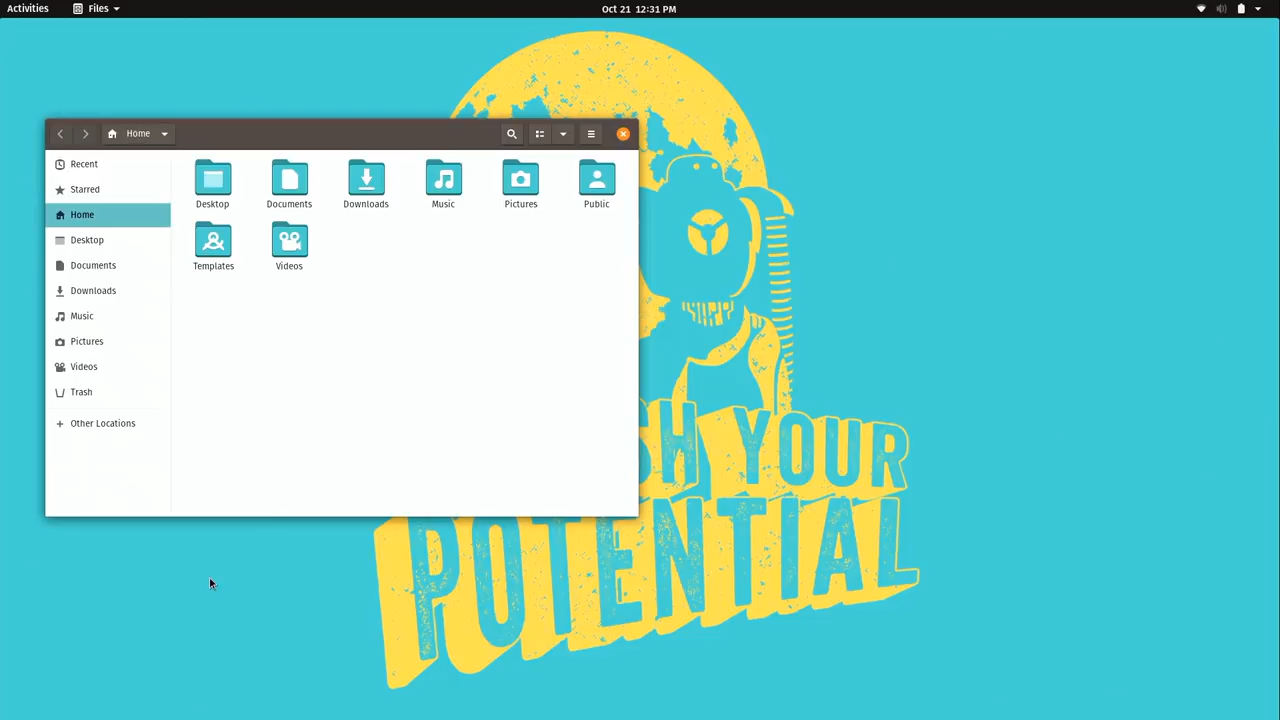 Activities
Files
Oct 21 12:31 PM
Home
Recent
Starred
Home
Desktop
Documents
Downloads
Music
Pictures
Videos
Trash
Other Locations
Desktop
Documents
Downloads
Music
Pictures
Public
Templates
Videos
SH YOUR
POTENTIAL